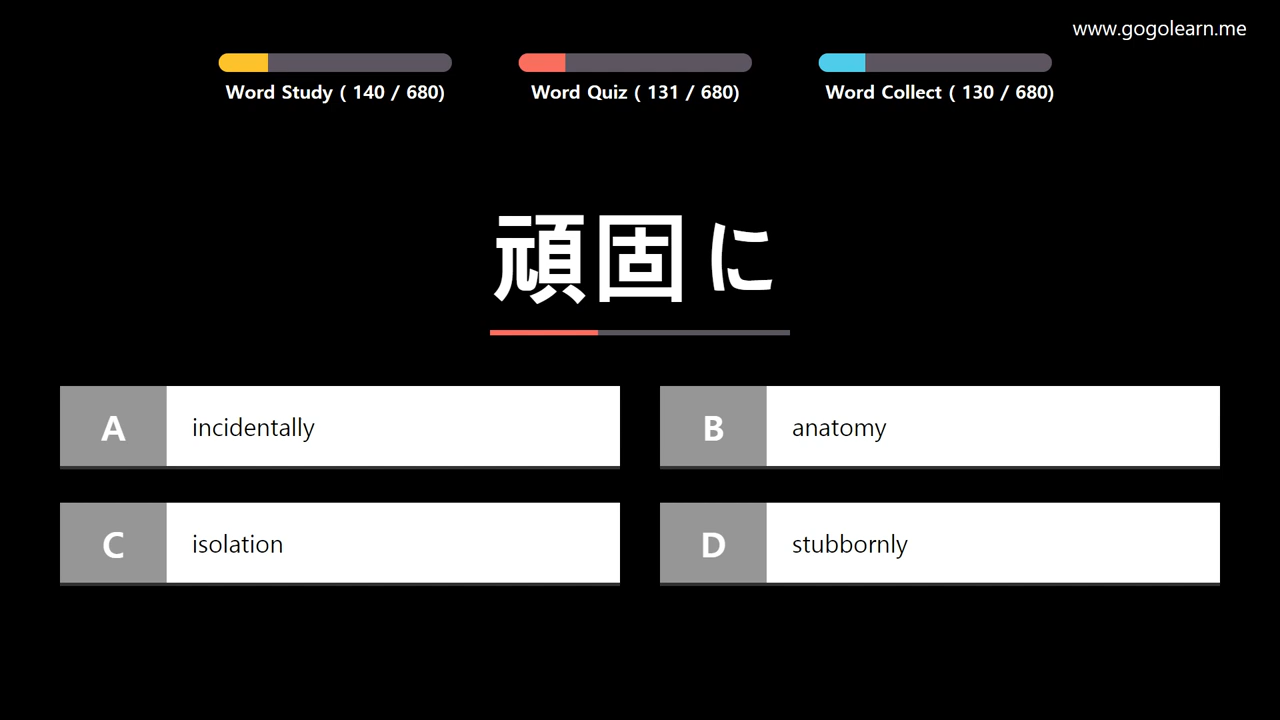 www.gogolearn.me
Word Study ( 140 / 680)
Word Quiz ( 131 / 680)
Word Collect ( 130 / 680)
頑固に
A incidentally
B anatomy
C isolation
D stubbornly